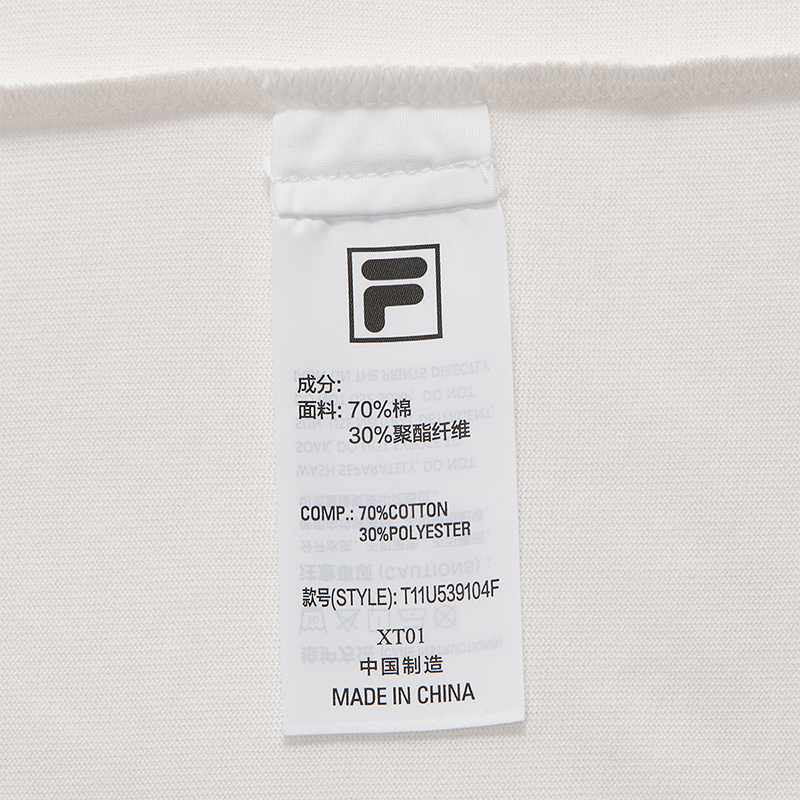 F
成分:
面料: 70%棉
30%聚酯纤维
COMP.: 70%COTTON
30%POLYESTER
款号(STYLE): T11U539104F
XT01
中国制造
MADE IN CHINA